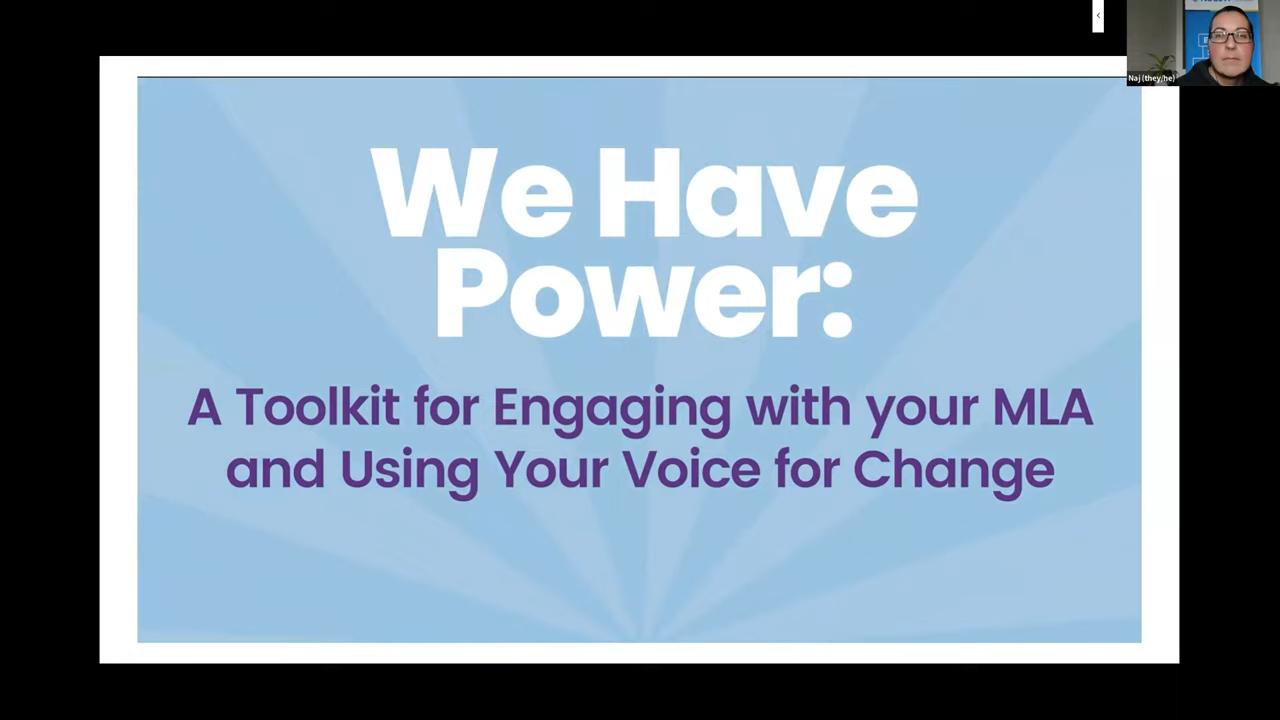 We Have
Power:
A Toolkit for Engaging with your MLA
and Using Your Voice for Change
Naj (they/he)